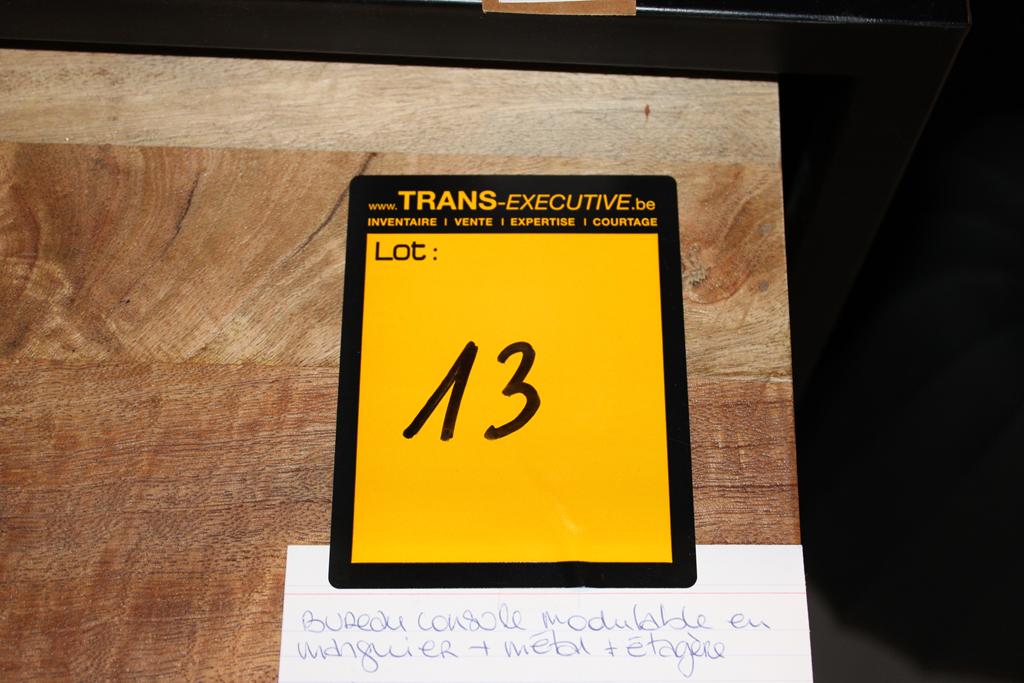 www.TRANS-EXECUTIVE.be
INVENTAIRE | VENTE | EXPERTISE | COURTAGE
Lot :
13
Bureau console modulable en
manguier + métal + étagère